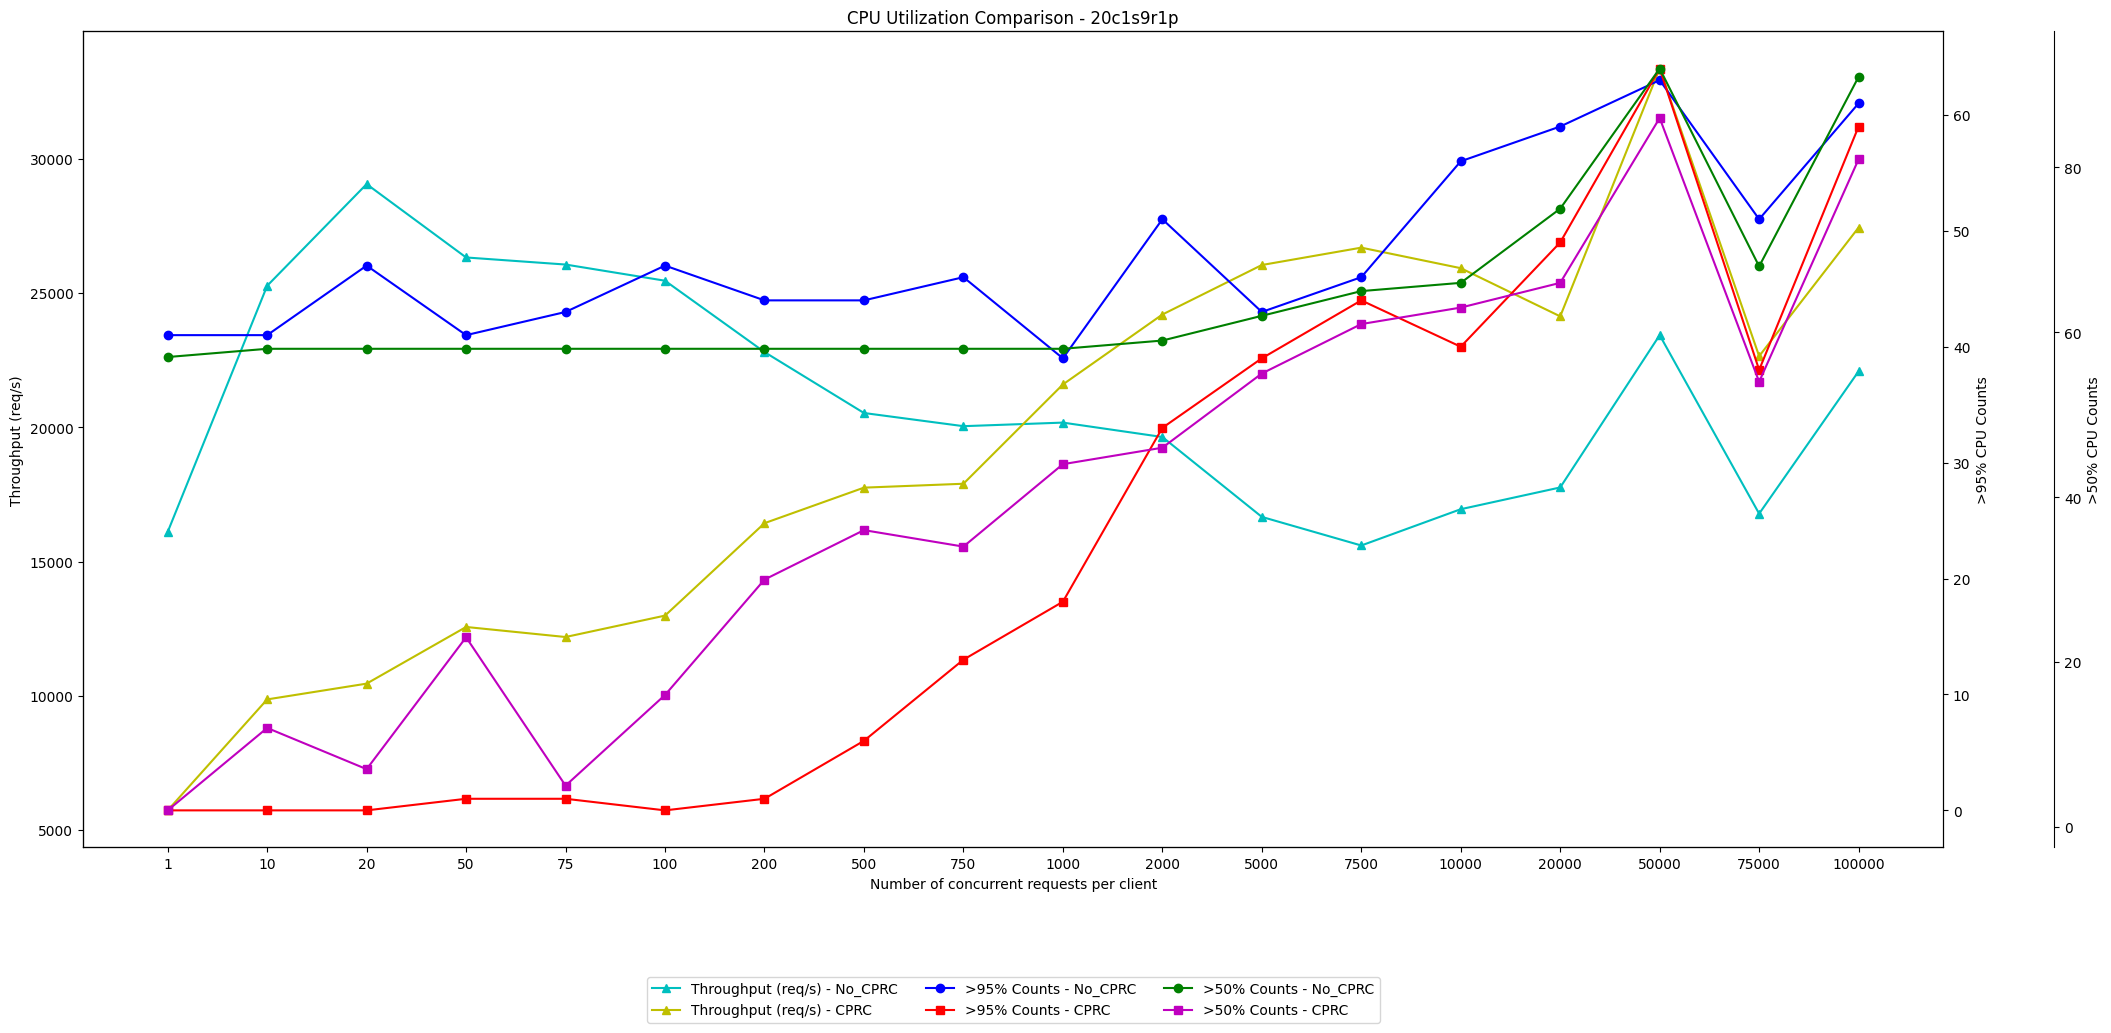 CPU Utilization Comparison - 20c1s9r1p
Throughput (req/s)
30000
25000
20000
15000
10000
5000
60
50
40
30
20
10
0
>95% CPU Counts
80
60
40
20
0
>50% CPU Counts
1 10 20 50 75 100 200 500 750 1000 2000 5000 7500 10000 20000 50000 75000 100000
Number of concurrent requests per client
Throughput (req/s) - No_CPRC >95% Counts - No_CPRC >50% Counts - No_CPRC
Throughput (req/s) - CPRC >95% Counts - CPRC >50% Counts - CPRC